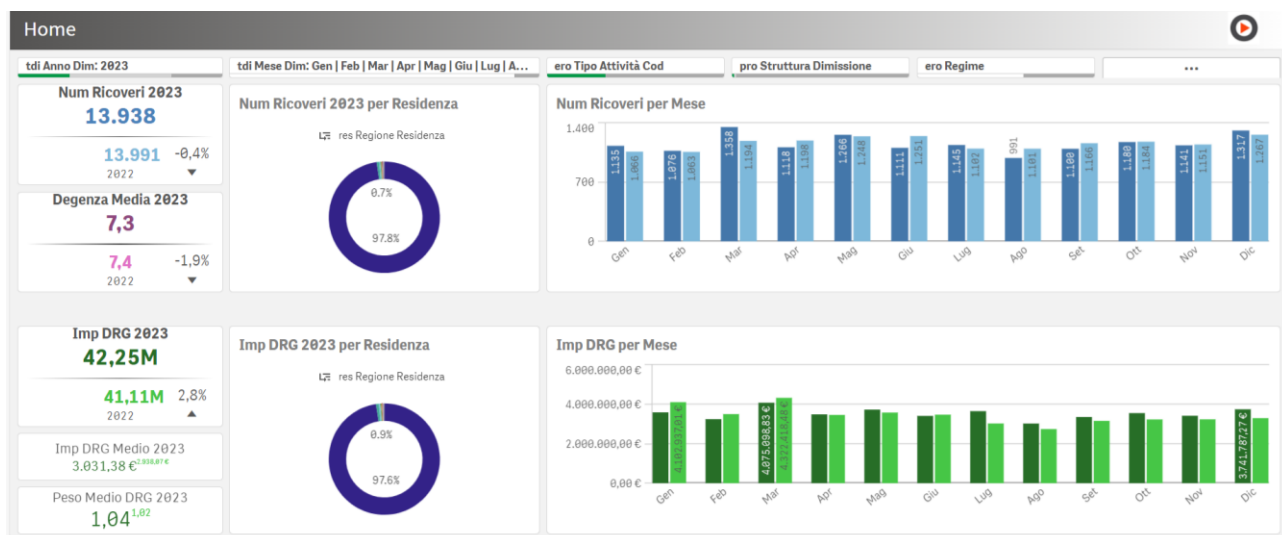 Home
tdi Anno Dim: 2023
tdi Mese Dim: Gen | Feb | Mar | Apr | Mag | Giu | Lug | A...
ero Tipo Attività Cod
pro Struttura Dimissione
ero Regime
...
Num Ricoveri 2023
13.938
13.991 -0,4%
2022
Degenza Media 2023
7,3
7,4 -1,9%
2022
Num Ricoveri 2023 per Residenza
res Regione Residenza
0.7%
97.8%
Num Ricoveri per Mese
1.400
700
0
1.135
1.066
1.076
1.063
1.358
1.194
1.118
1.198
1.266
1.248
1.111
1.251
1.145
1.102
991
1.101
1.100
1.166
1.180
1.184
1.141
1.151
1.317
1.267
Gen Feb Mar Apr Mag Giu Lug Ago Set Ott Nov Dic
Imp DRG 2023
42,25M
41,11M 2,8%
2022
Imp DRG Medio 2023
3.031,38 € 2.938,07 €
Peso Medio DRG 2023
1,04 1,02
Imp DRG 2023 per Residenza
res Regione Residenza
0.9%
97.6%
Imp DRG per Mese
6.000.000,00 €
4.000.000,00 €
2.000.000,00 €
0,00 €
4.102.937,01 €
4.075.098,83 €
4.322.418,48 €
3.741.787,27 €
Gen Feb Mar Apr Mag Giu Lug Ago Set Ott Nov Dic